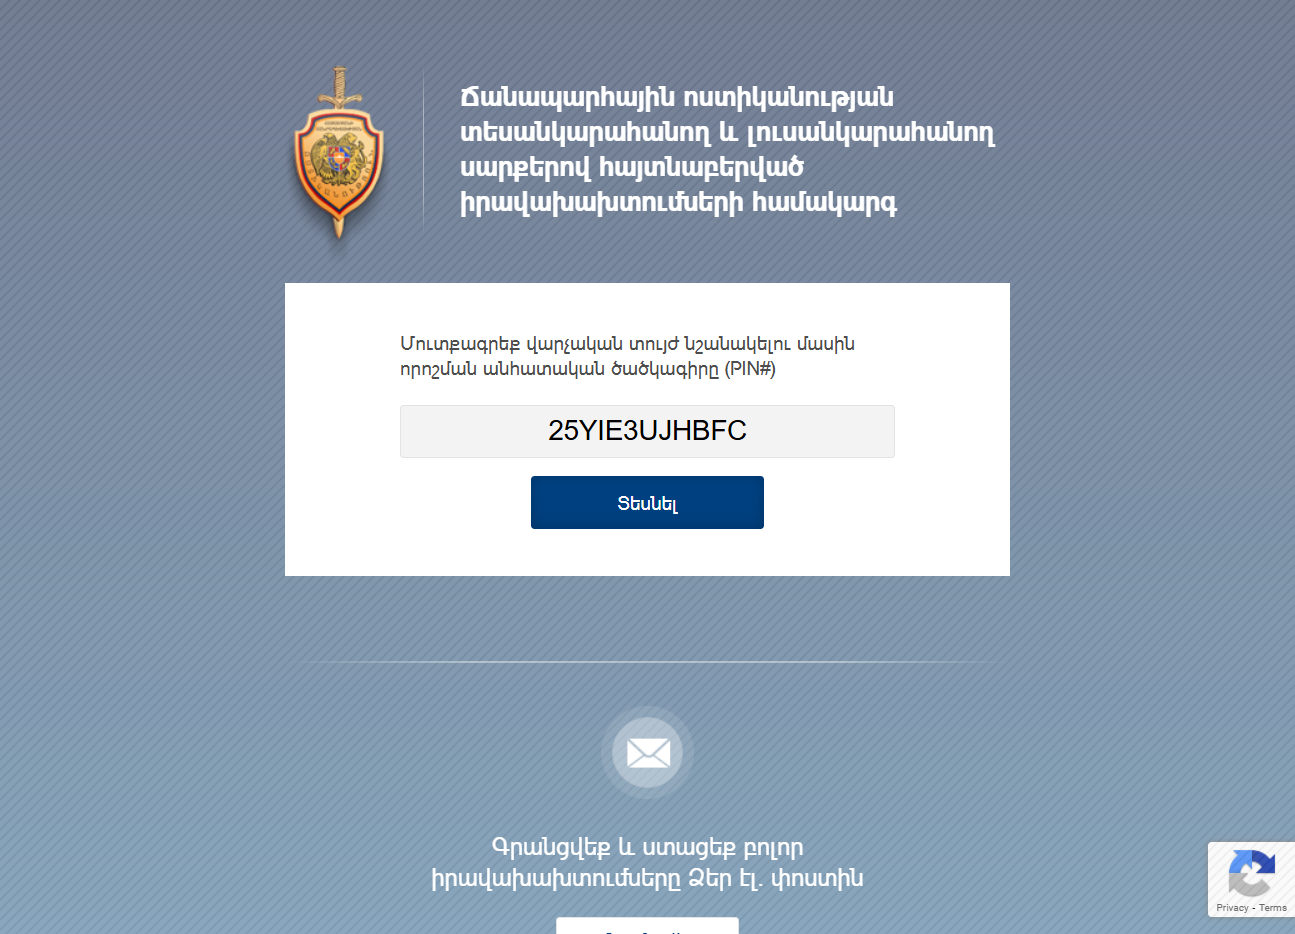 Ճանապարհային ոստիկանության
տեսանկարահանող և լուսանկարահանող
սարքերով հայտնաբերված
իրավախախտումների համակարգ
Մուտքագրեք վարչական տույժ նշանակելու մասին
որոշման անհատական ծածկագիրը (PIN#)
25YIE3UJHBFC
Տեսնել
Գրանցվեք և ստացեք բոլոր
իրավախախտումները Ձեր էլ. փոստին
Privacy - Terms